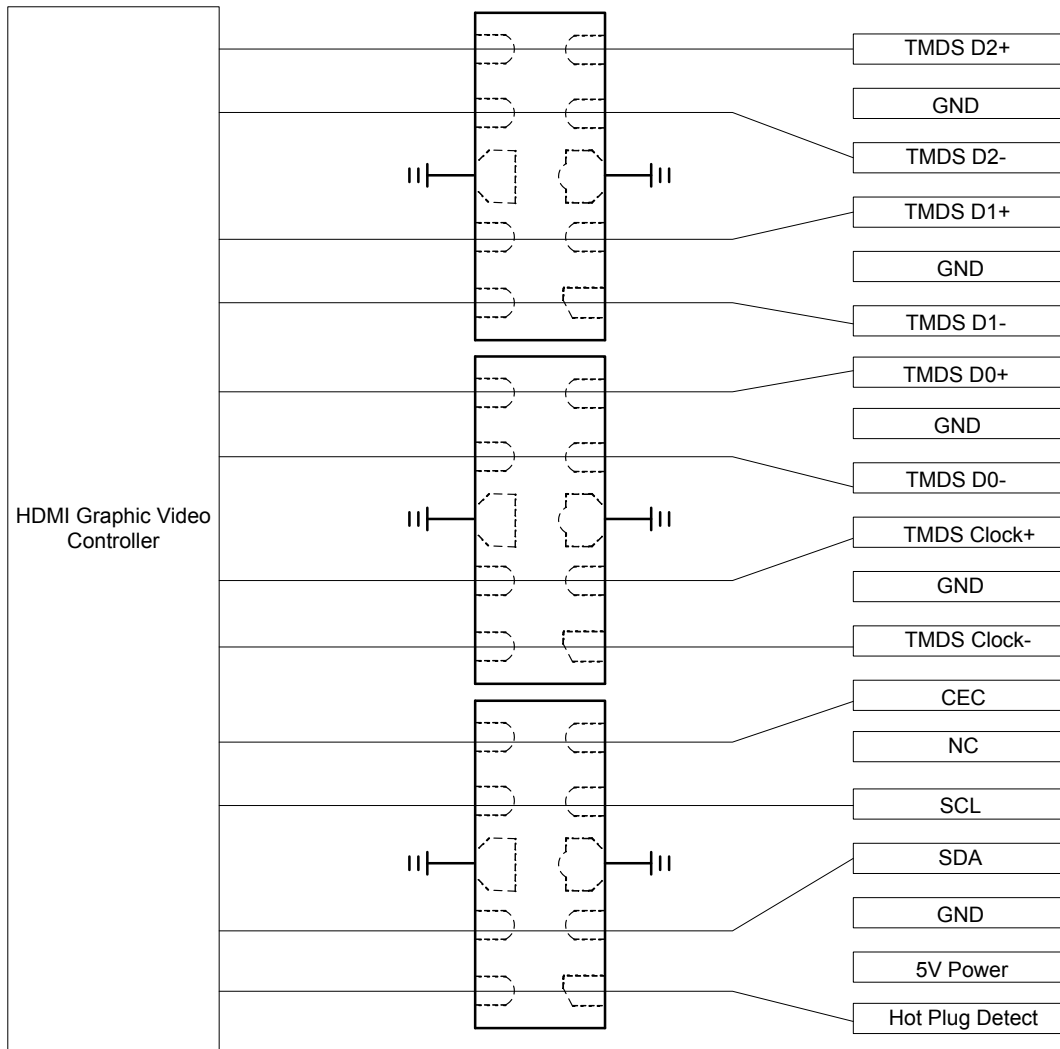 TMDS D2+
GND
TMDS D2-
TMDS D1+
GND
TMDS D1-
TMDS D0+
GND
TMDS D0-
HDMI Graphic Video
Controller
TMDS Clock+
GND
TMDS Clock-
CEC
NC
SCL
SDA
GND
5V Power
Hot Plug Detect